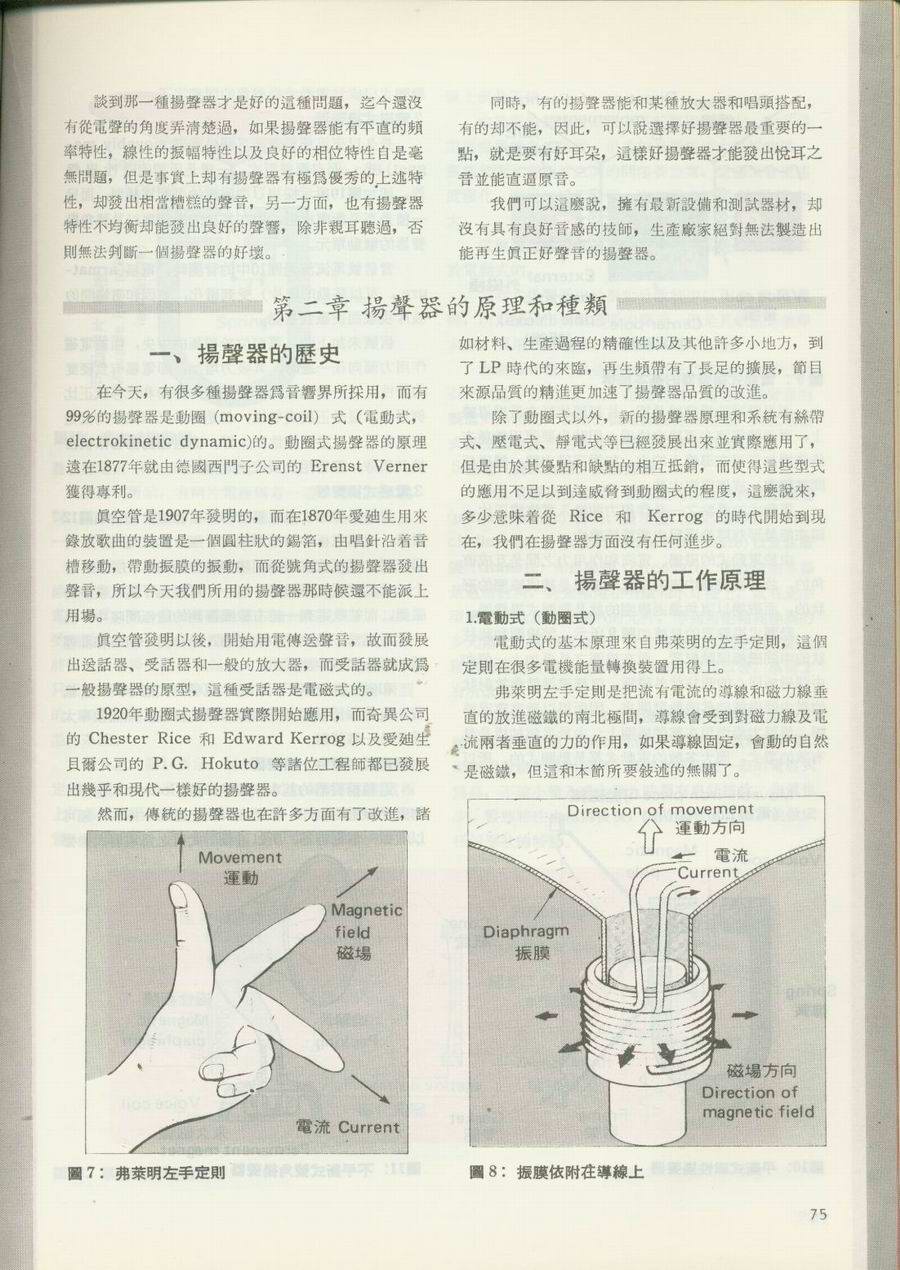 談到那一種揚聲器才是好的這種問題，迄今還沒
有從電聲的角度弄清楚過，如果揚聲器能有平直的頻
率特性，線性的振幅特性以及良好的相位特性自是毫
無問題，但是事實上却有揚聲器有極爲優秀的上述特
性，却發出相當糟糕的聲音，另一方面，也有揚聲器
特性不均衡却能發出良好的聲響，除非親耳聽過，否
則無法判斷一個揚聲器的好壞。
同時，有的揚聲器能和某種放大器和唱頭搭配，
有的却不能，因此，可以說選擇好揚聲器最重要的一
點，就是要有好耳朶，這樣好揚聲器才能發出悅耳之
音並能直逼原音。
我們可以這麼說，擁有最新設備和測試器材，却
沒有具有良好音感的技師，生產廠家絕對無法製造出
能再生眞正好聲音的揚聲器。
第二章 揚聲器的原理和種類
一、揚聲器的歷史
在今天，有很多種揚聲器爲音響界所採用，而有
99%的揚聲器是動圈 (moving-coil) 式（電動式，
electrokinetic dynamic)的。動圈式揚聲器的原理
遠在1877年就由德國西門子公司的 Erenst Verner
獲得專利。
眞空管是1907年發明的，而在1870年愛廸生用來
錄放歌曲的裝置是一個圓柱狀的錫箔，由唱針沿着音
槽移動，帶動振膜的振動，而從號角式的揚聲器發出
聲音，所以今天我們所用的揚聲器那時候還不能派上
用場。
眞空管發明以後，開始用電傳送聲音，故而發展
出送話器、受話器和一般的放大器，而受話器就成爲
一般揚聲器的原型，這種受話器是電磁式的。
1920年動圈式揚聲器實際開始應用，而奇異公司
的 Chester Rice 和 Edward Kerrog 以及愛廸生
貝爾公司的 P. G. Hokuto 等諸位工程師都已發展
出幾乎和現代一樣好的揚聲器。
然而，傳統的揚聲器也在許多方面有了改進，諸
如材料、生產過程的精確性以及其他許多小地方，到
了 LP 時代的來臨，再生頻帶有了長足的擴展，節目
來源品質的精進更加速了揚聲器品質的改進。
除了動圈式以外，新的揚聲器原理和系統有絲帶
式、壓電式、靜電式等已經發展出來並實際應用了，
但是由於其優點和缺點的相互抵銷，而使得這些型式
的應用不足以到達威脅到動圈式的程度，這麼說來，
多少意味着從 Rice 和 Kerrog 的時代開始到現
在，我們在揚聲器方面沒有任何進步。
二、揚聲器的工作原理
1.電動式（動圈式）
電動式的基本原理來自弗萊明的左手定則，這個
定則在很多電機能量轉換裝置用得上。
弗萊明左手定則是把流有電流的導線和磁力線垂
直的放進磁鐵的南北極間，導線會受到對磁力線及電
流兩者垂直的力的作用，如果導線固定，會動的自然
是磁鐵，但這和本節所要敍述的無關了。
Movement
運動
Magnetic
field
磁場
電流 Current
圖 7： 弗萊明左手定則
Direction of movement
運動方向
電流
Current
Diaphragm
振膜
磁場方向
Direction of
magnetic field
圖 8： 振膜依附在導線上
75